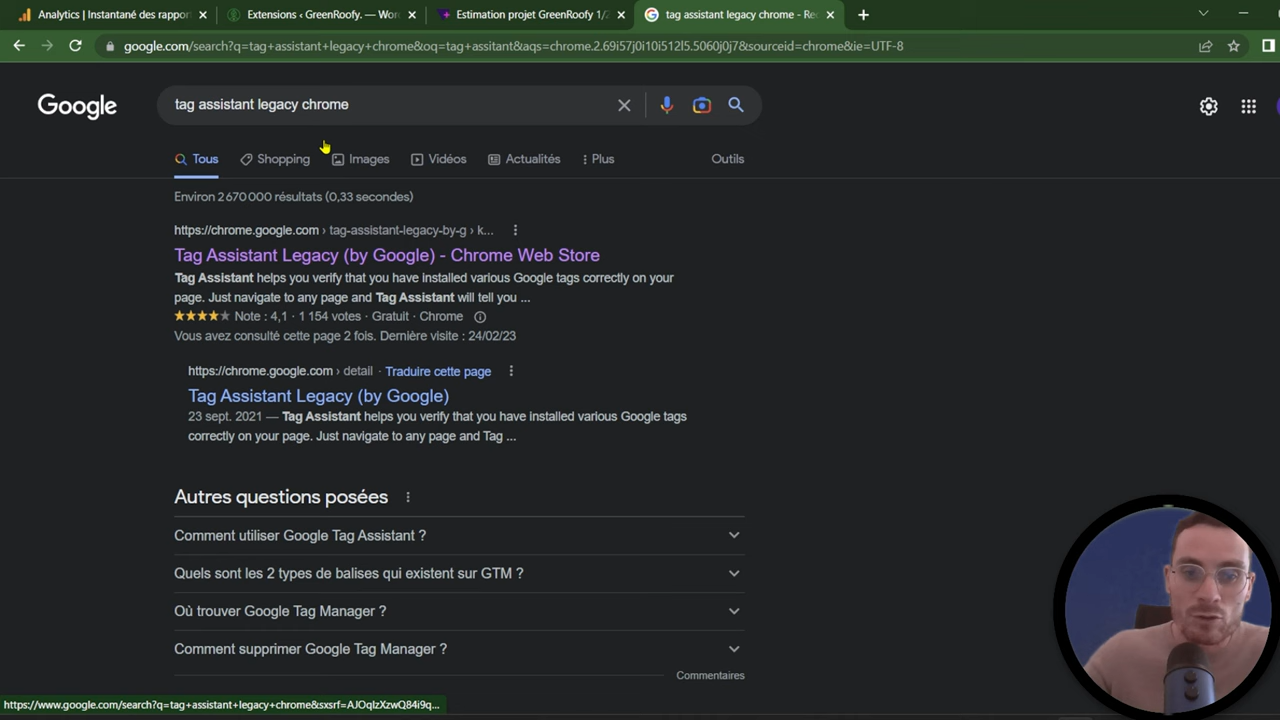 Analytics | Instantané des rappor
Extensions ‹ GreenRoofy. — Wor
Estimation projet GreenRoofy 1/2
tag assistant legacy chrome - Rec
google.com/search?q=tag+assistant+legacy+chrome&oq=tag+assitant&aqs=chrome.2.69i57j0i10i512l5.5060j0j7&sourceid=chrome&ie=UTF-8
Google
tag assistant legacy chrome
Tous
Shopping
Images
Vidéos
Actualités
Plus
Outils
Environ 2 670 000 résultats (0,33 secondes)
https://chrome.google.com › tag-assistant-legacy-by-g › k...
Tag Assistant Legacy (by Google) - Chrome Web Store
Tag Assistant helps you verify that you have installed various Google tags correctly on your
page. Just navigate to any page and Tag Assistant will tell you ...
Note : 4,1 · 1 154 votes · Gratuit · Chrome
Vous avez consulté cette page 2 fois. Dernière visite : 24/02/23
https://chrome.google.com › detail · Traduire cette page
Tag Assistant Legacy (by Google)
23 sept. 2021 — Tag Assistant helps you verify that you have installed various Google tags
correctly on your page. Just navigate to any page and Tag ...
Autres questions posées
Comment utiliser Google Tag Assistant ?
Quels sont les 2 types de balises qui existent sur GTM ?
Où trouver Google Tag Manager ?
Comment supprimer Google Tag Manager ?
Commentaires
https://www.google.com/search?q=tag+assistant+legacy+chrome&sxsrf=AJOqlzXzwQ84i9q...